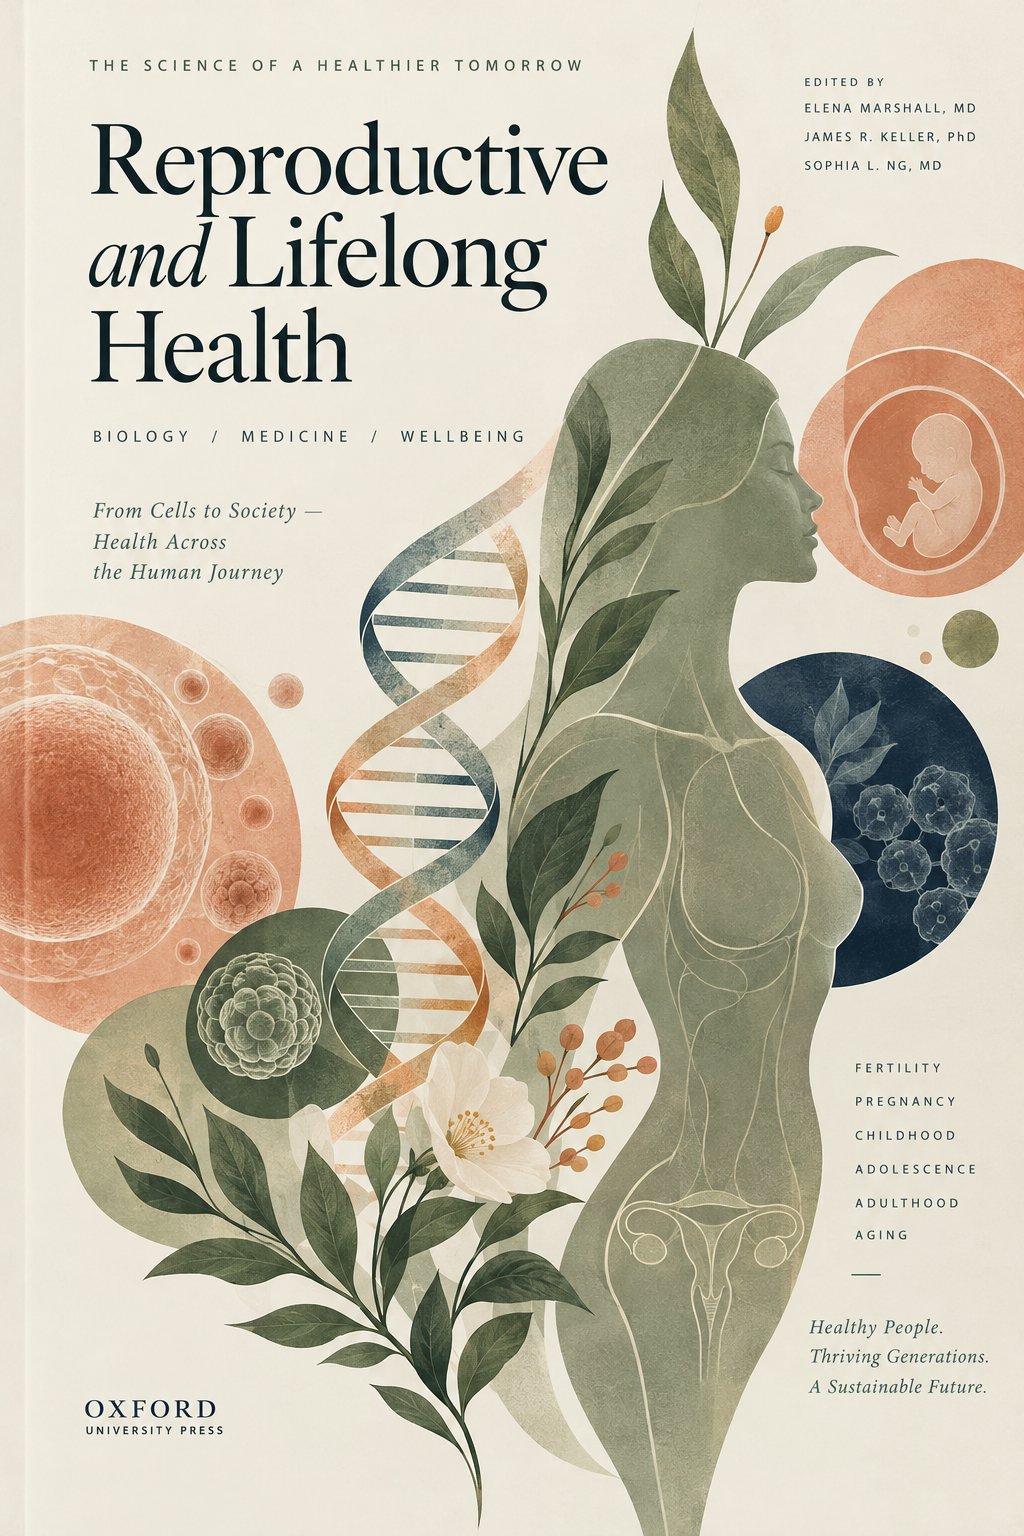 THE SCIENCE OF A HEALTHIER TOMORROW
EDITED BY
ELENA MARSHALL, MD
JAMES R. KELLER, PhD
SOPHIA L. NG, MD
Reproductive
and Lifelong
Health
BIOLOGY / MEDICINE / WELLBEING
From Cells to Society —
Health Across
the Human Journey
FERTILITY
PREGNANCY
CHILDHOOD
ADOLESCENCE
ADULTHOOD
AGING
Healthy People.
Thriving Generations.
A Sustainable Future.
OXFORD
UNIVERSITY PRESS